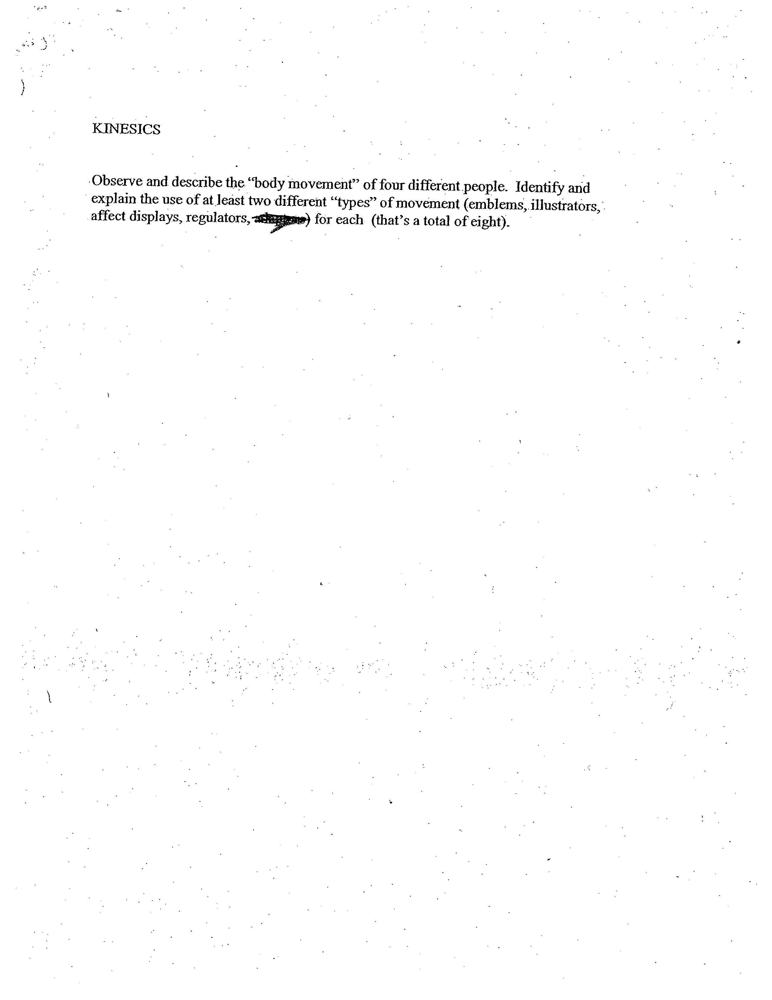 KINESICS
Observe and describe the “body movement” of four different people. Identify and
explain the use of at least two different “types” of movement (emblems, illustrators,
affect displays, regulators, ) for each (that’s a total of eight).